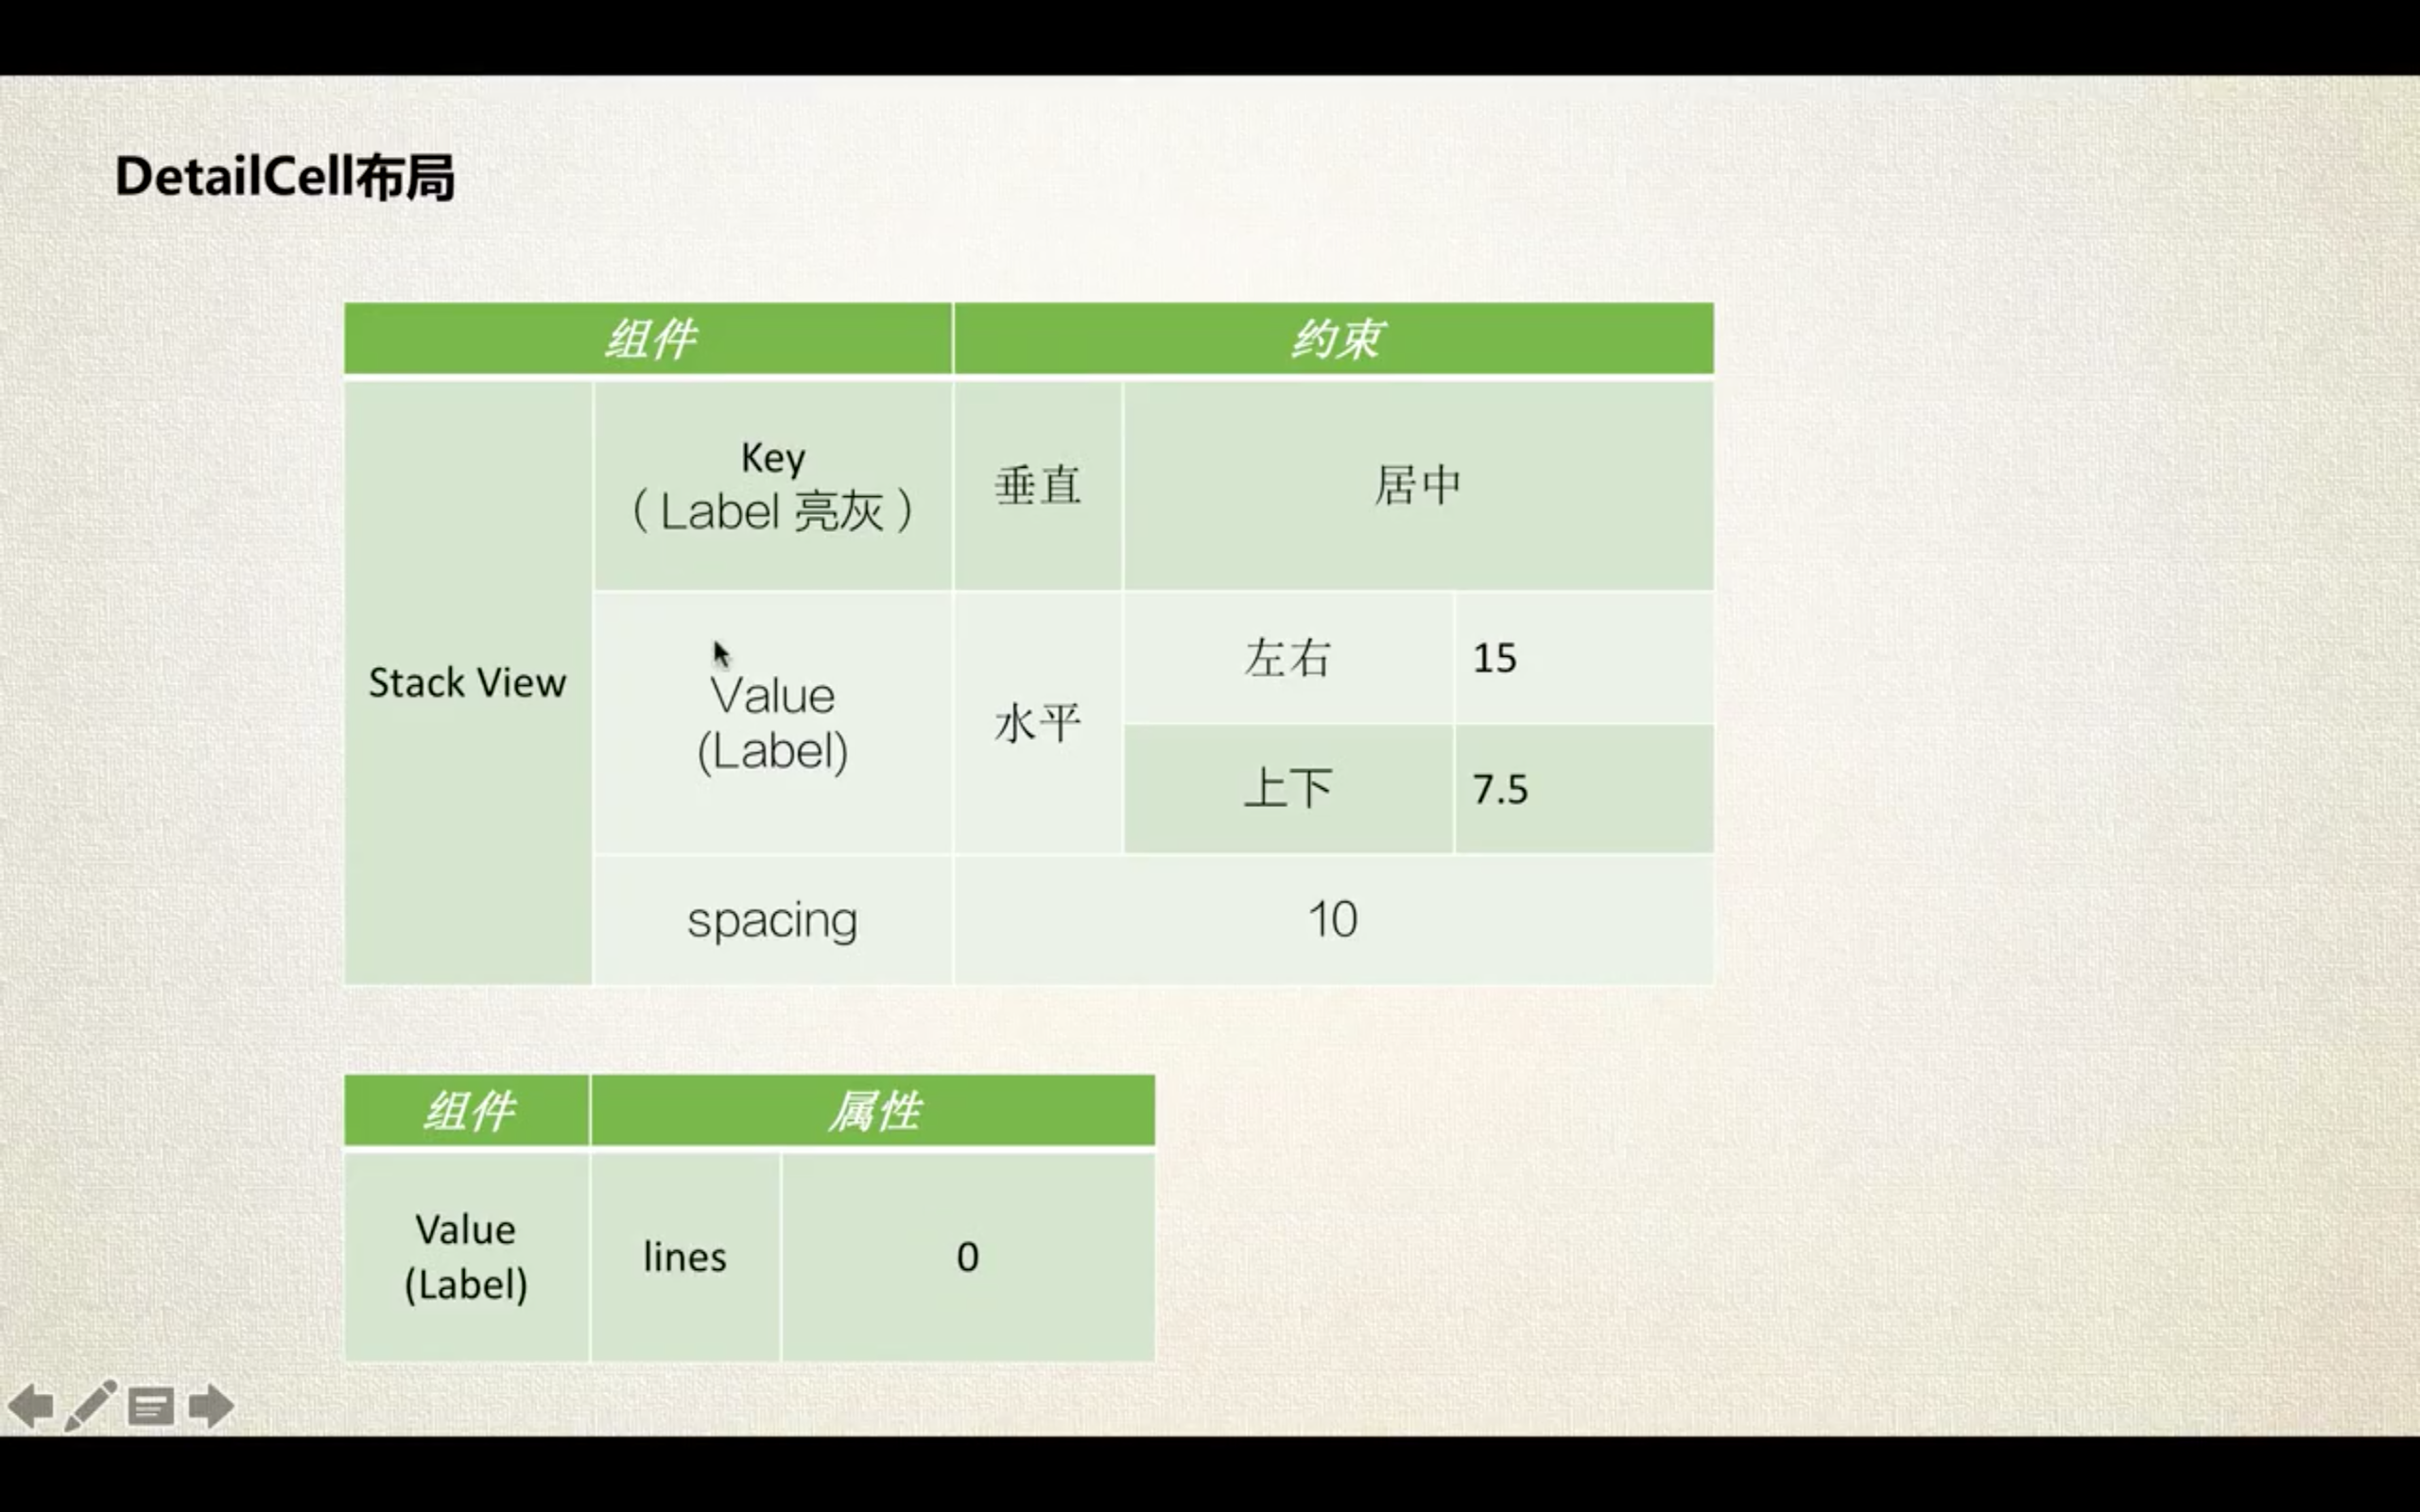 DetailCell布局
组件 约束
Stack View
Key
（Label 亮灰）
垂直 居中
Value
(Label)
水平
左右 15
上下 7.5
spacing 10
组件 属性
Value
(Label)
lines 0